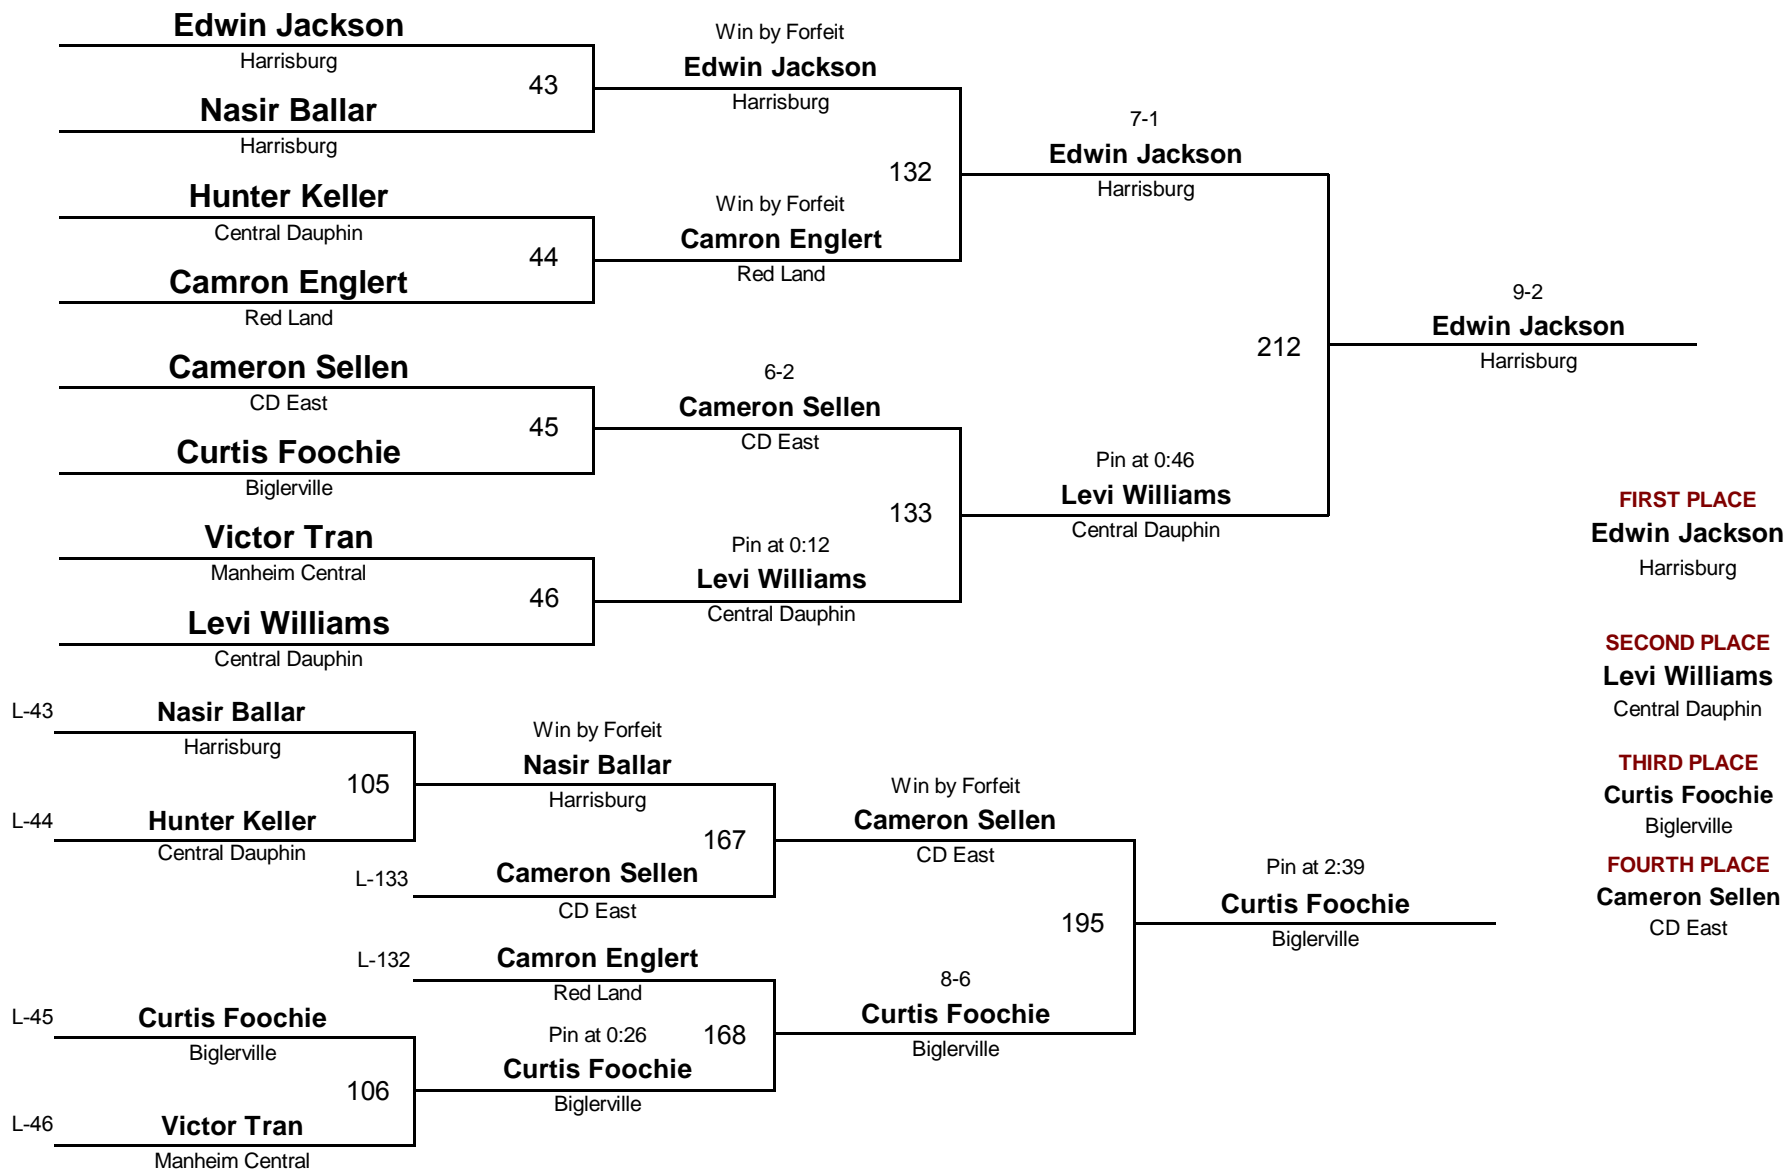 Edwin Jackson
Harrisburg
43
Nasir Ballar
Harrisburg
Hunter Keller
Central Dauphin
44
Camron Englert
Red Land
Cameron Sellen
CD East
45
Curtis Foochie
Biglerville
Victor Tran
Manheim Central
46
Levi Williams
Central Dauphin
Win by Forfeit
Edwin Jackson
Harrisburg
132
Win by Forfeit
Camron Englert
Red Land
6-2
Cameron Sellen
CD East
133
Pin at 0:12
Levi Williams
Central Dauphin
7-1
Edwin Jackson
Harrisburg
212
Pin at 0:46
Levi Williams
Central Dauphin
9-2
Edwin Jackson
Harrisburg
FIRST PLACE
Edwin Jackson
Harrisburg
SECOND PLACE
Levi Williams
Central Dauphin
THIRD PLACE
Curtis Foochie
Biglerville
FOURTH PLACE
Cameron Sellen
CD East
L-43
Nasir Ballar
Harrisburg
105
L-44
Hunter Keller
Central Dauphin
Win by Forfeit
Nasir Ballar
Harrisburg
167
L-133
Cameron Sellen
CD East
L-132
Camron Englert
Red Land
168
L-45
Curtis Foochie
Biglerville
106
L-46
Victor Tran
Manheim Central
Pin at 0:26
Curtis Foochie
Biglerville
Win by Forfeit
Cameron Sellen
CD East
195
8-6
Curtis Foochie
Biglerville
Pin at 2:39
Curtis Foochie
Biglerville